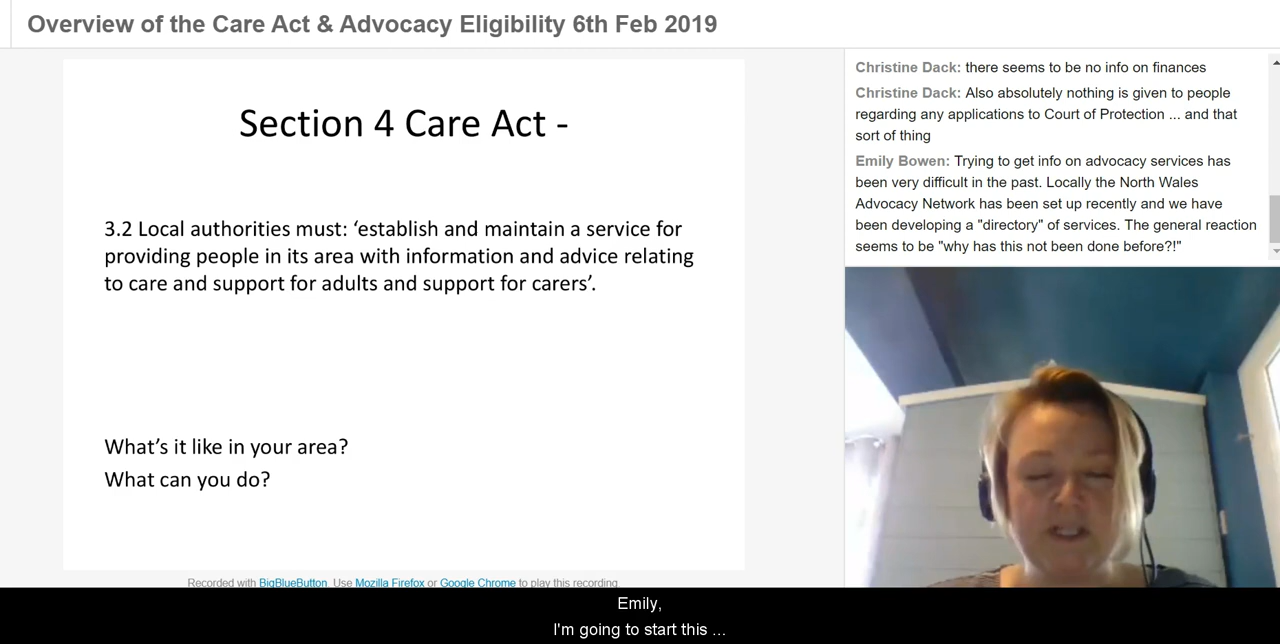 Overview of the Care Act & Advocacy Eligibility 6th Feb 2019
Section 4 Care Act -
3.2 Local authorities must: ‘establish and maintain a service for
providing people in its area with information and advice relating
to care and support for adults and support for carers’.
What’s it like in your area?
What can you do?
Recorded with BigBlueButton. Use Mozilla Firefox or Google Chrome to play this recording.
Christine Dack: there seems to be no info on finances
Christine Dack: Also absolutely nothing is given to people
regarding any applications to Court of Protection ... and that
sort of thing
Emily Bowen: Trying to get info on advocacy services has
been very difficult in the past. Locally the North Wales
Advocacy Network has been set up recently and we have
been developing a "directory" of services. The general reaction
seems to be "why has this not been done before?!"
Emily,
I'm going to start this ...